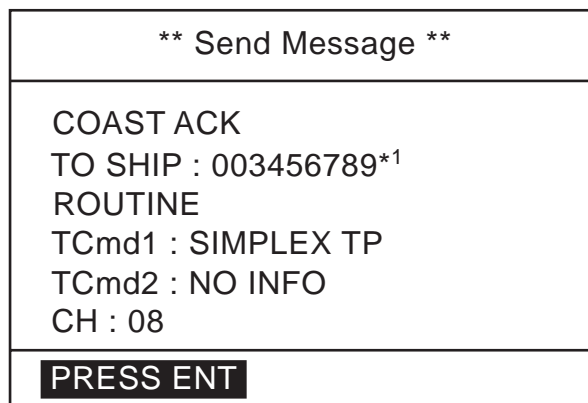 ** Send Message **
COAST ACK
TO SHIP : 003456789*1
ROUTINE
TCmd1 : SIMPLEX TP
TCmd2 : NO INFO
CH : 08
PRESS ENT